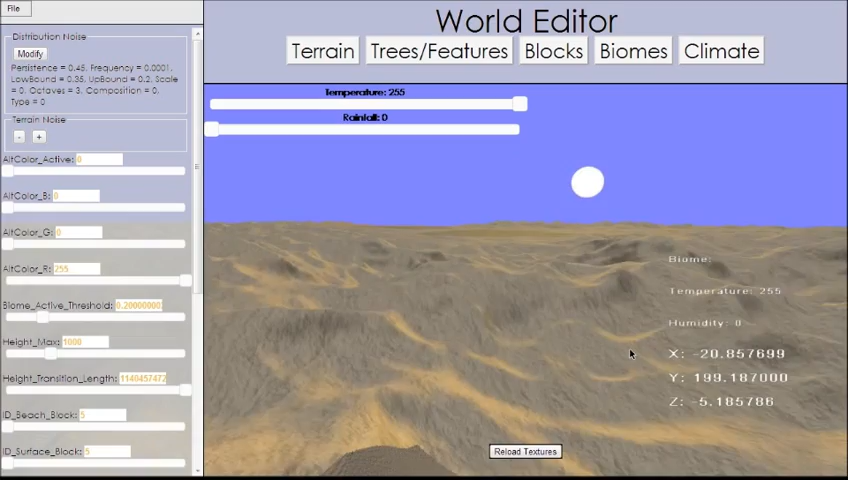 File
World Editor
Terrain Trees/Features Blocks Biomes Climate
Distribution Noise
Modify
Persistence = 0.45, Frequency = 0.0001,
LowBound = 0.35, UpBound = 0.2, Scale
= 0, Octaves = 3, Composition = 0,
Type = 0
Terrain Noise
- +
AltColor_Active: 0
AltColor_B: 0
AltColor_G: 0
AltColor_R: 255
Biome_Active_Threshold: 0.20000000
Height_Max: 1000
Height_Transition_Length: 1140457472
ID_Beach_Block: 5
ID_Surface_Block: 5
Temperature: 255
Rainfall: 0
Biome:
Temperature: 255
Humidity: 0
X: -20.857699
Y: 199.187000
Z: -5.185786
Reload Textures